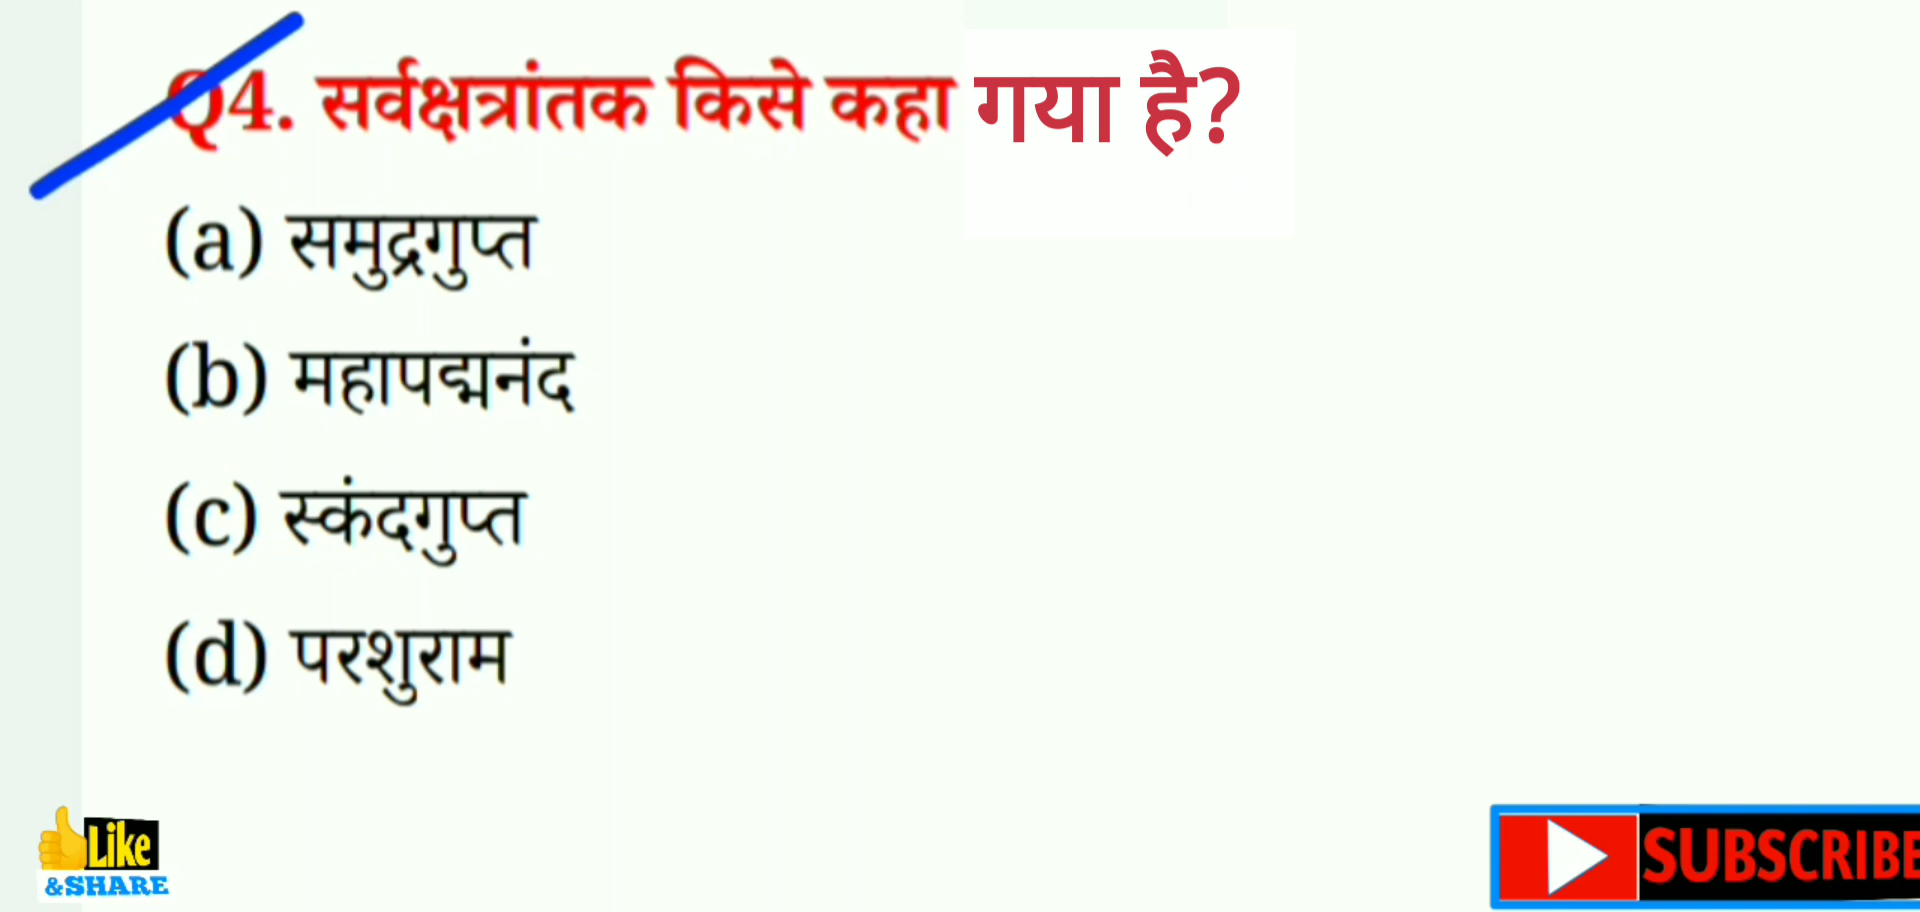 Q4. सर्वक्षत्रांतक किसे कहा गया है?
(a) समुद्रगुप्त
(b) महापद्मनंद
(c) स्कंदगुप्त
(d) परशुराम
Like
&SHARE
SUBSCRIBE